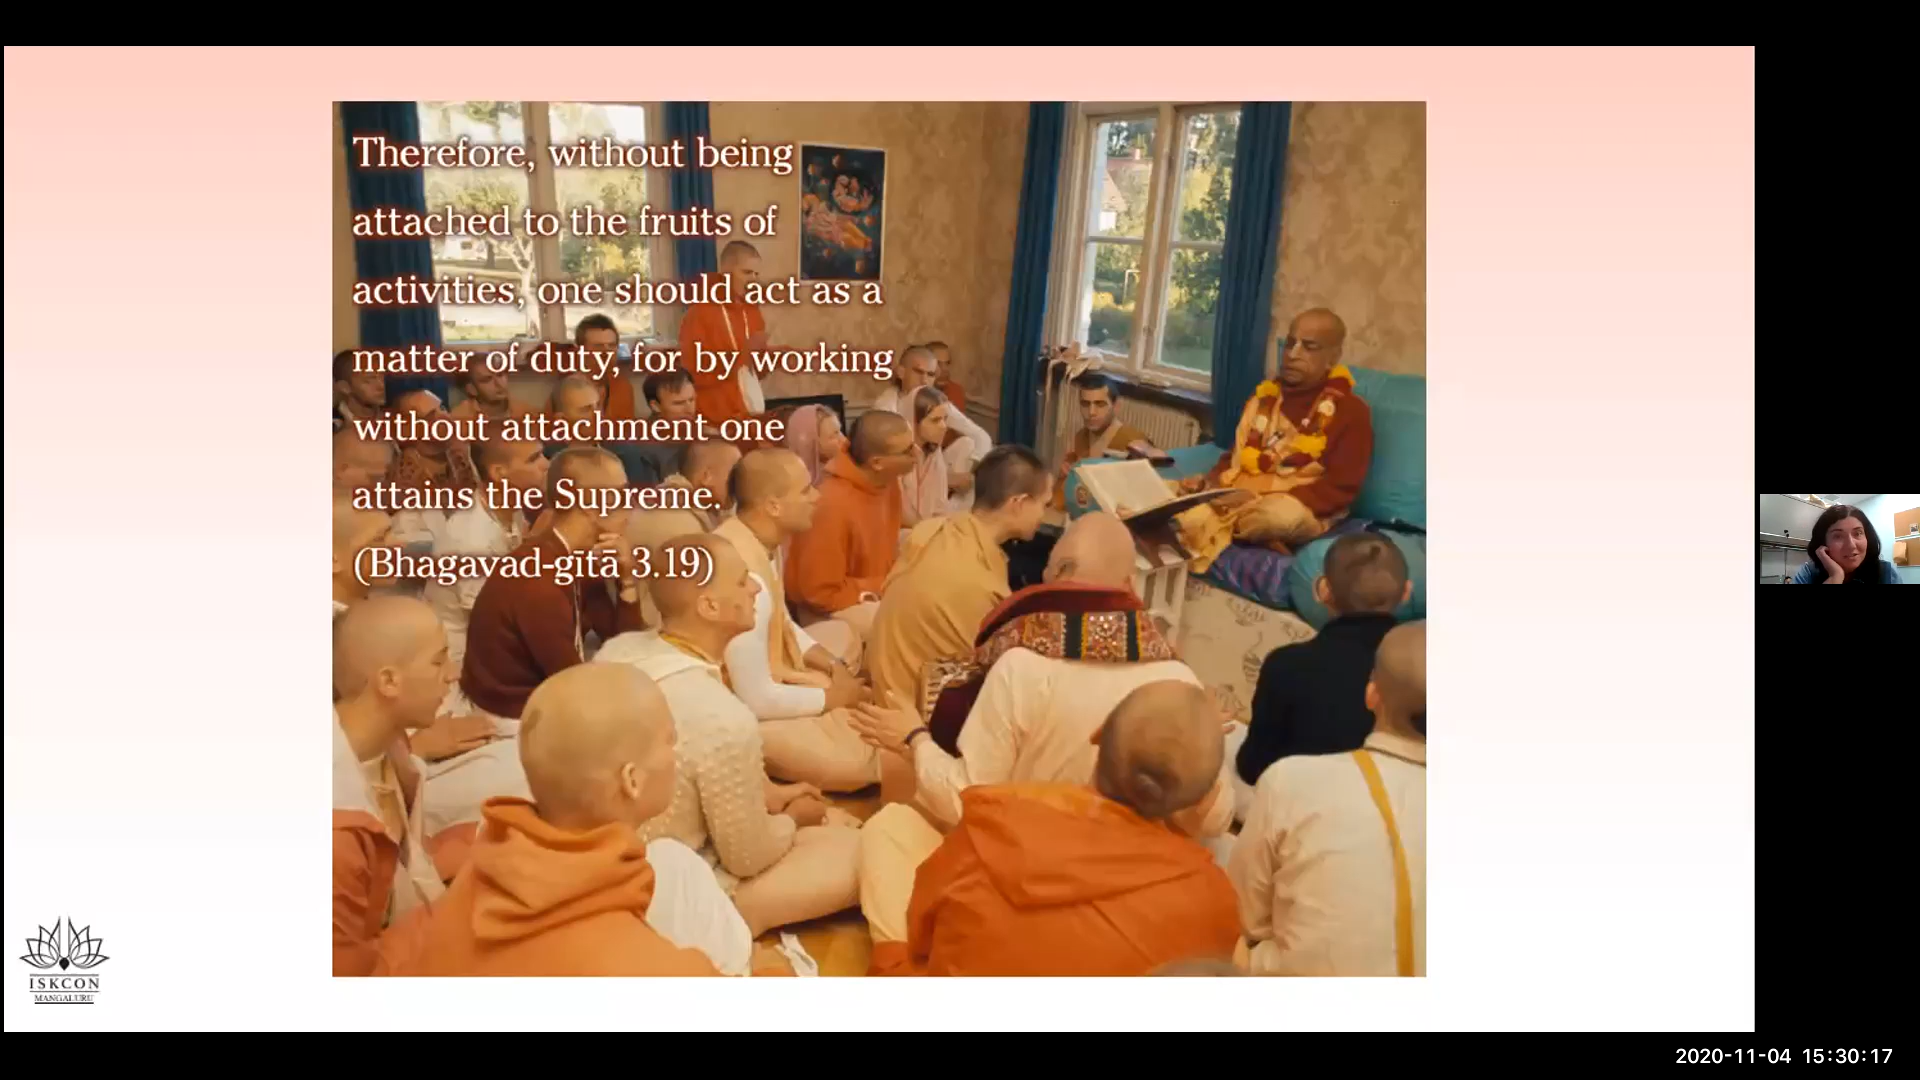 Therefore, without being
attached to the fruits of
activities, one should act as a
matter of duty, for by working
without attachment one
attains the Supreme.
(Bhagavad-gītā 3.19)
ISKCON
MANGALURU
2020-11-04 15:30:17